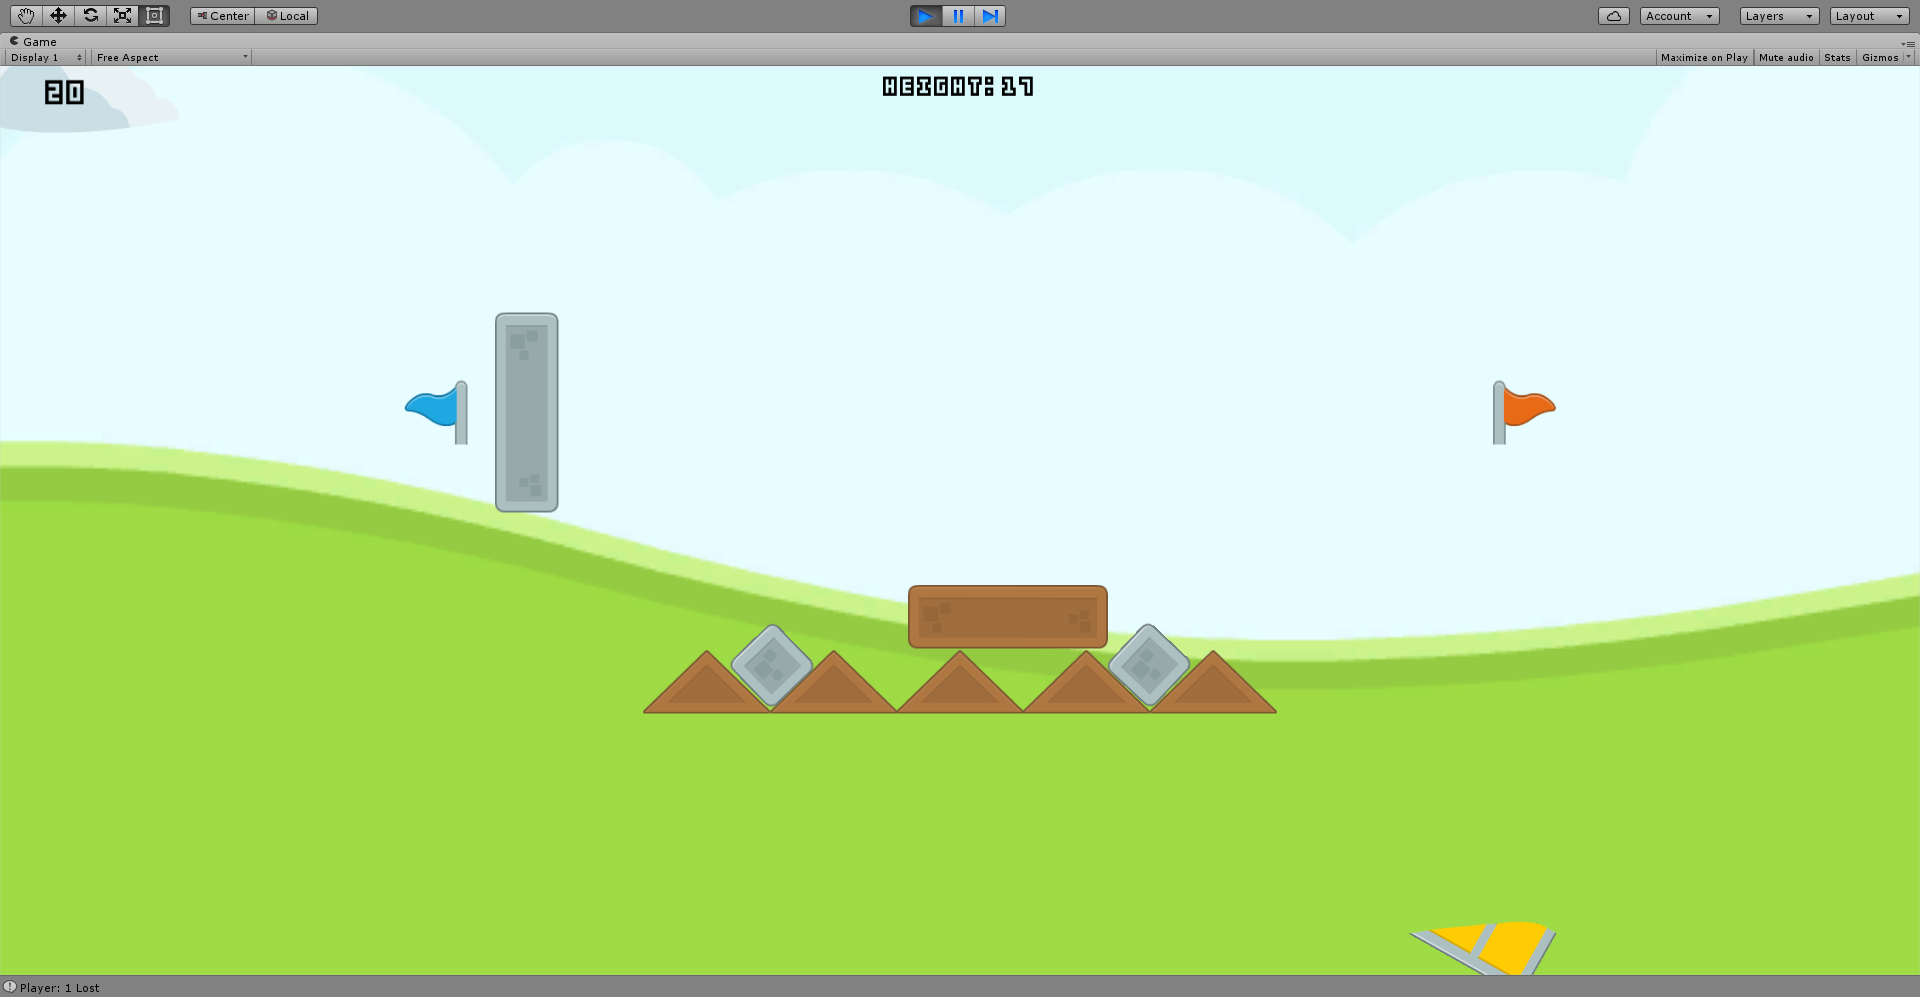 Center Local Account Layers Layout
Game
Display 1 Free Aspect Maximize on Play Mute audio Stats Gizmos
20 HEIGHT: 17
Player: 1 Lost